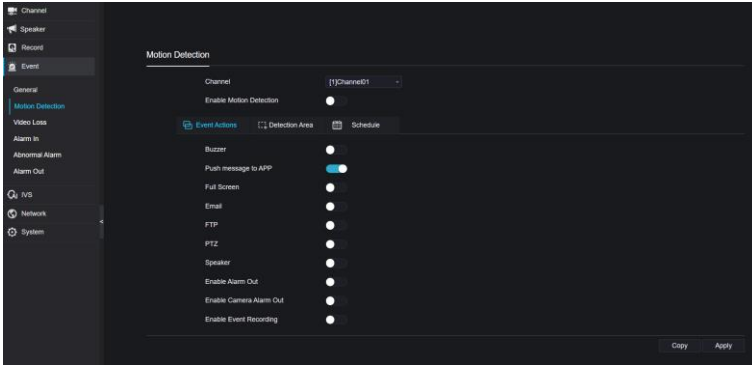 Channel
Speaker
Record
Event
General
Motion Detection
Video Loss
Alarm In
Abnormal Alarm
Alarm Out
IVS
Network
System
<
Motion Detection
Channel [1]Channel01
Enable Motion Detection
Event Actions Detection Area Schedule
Buzzer
Push message to APP
Full Screen
Email
FTP
PTZ
Speaker
Enable Alarm Out
Enable Camera Alarm Out
Enable Event Recording
Copy Apply